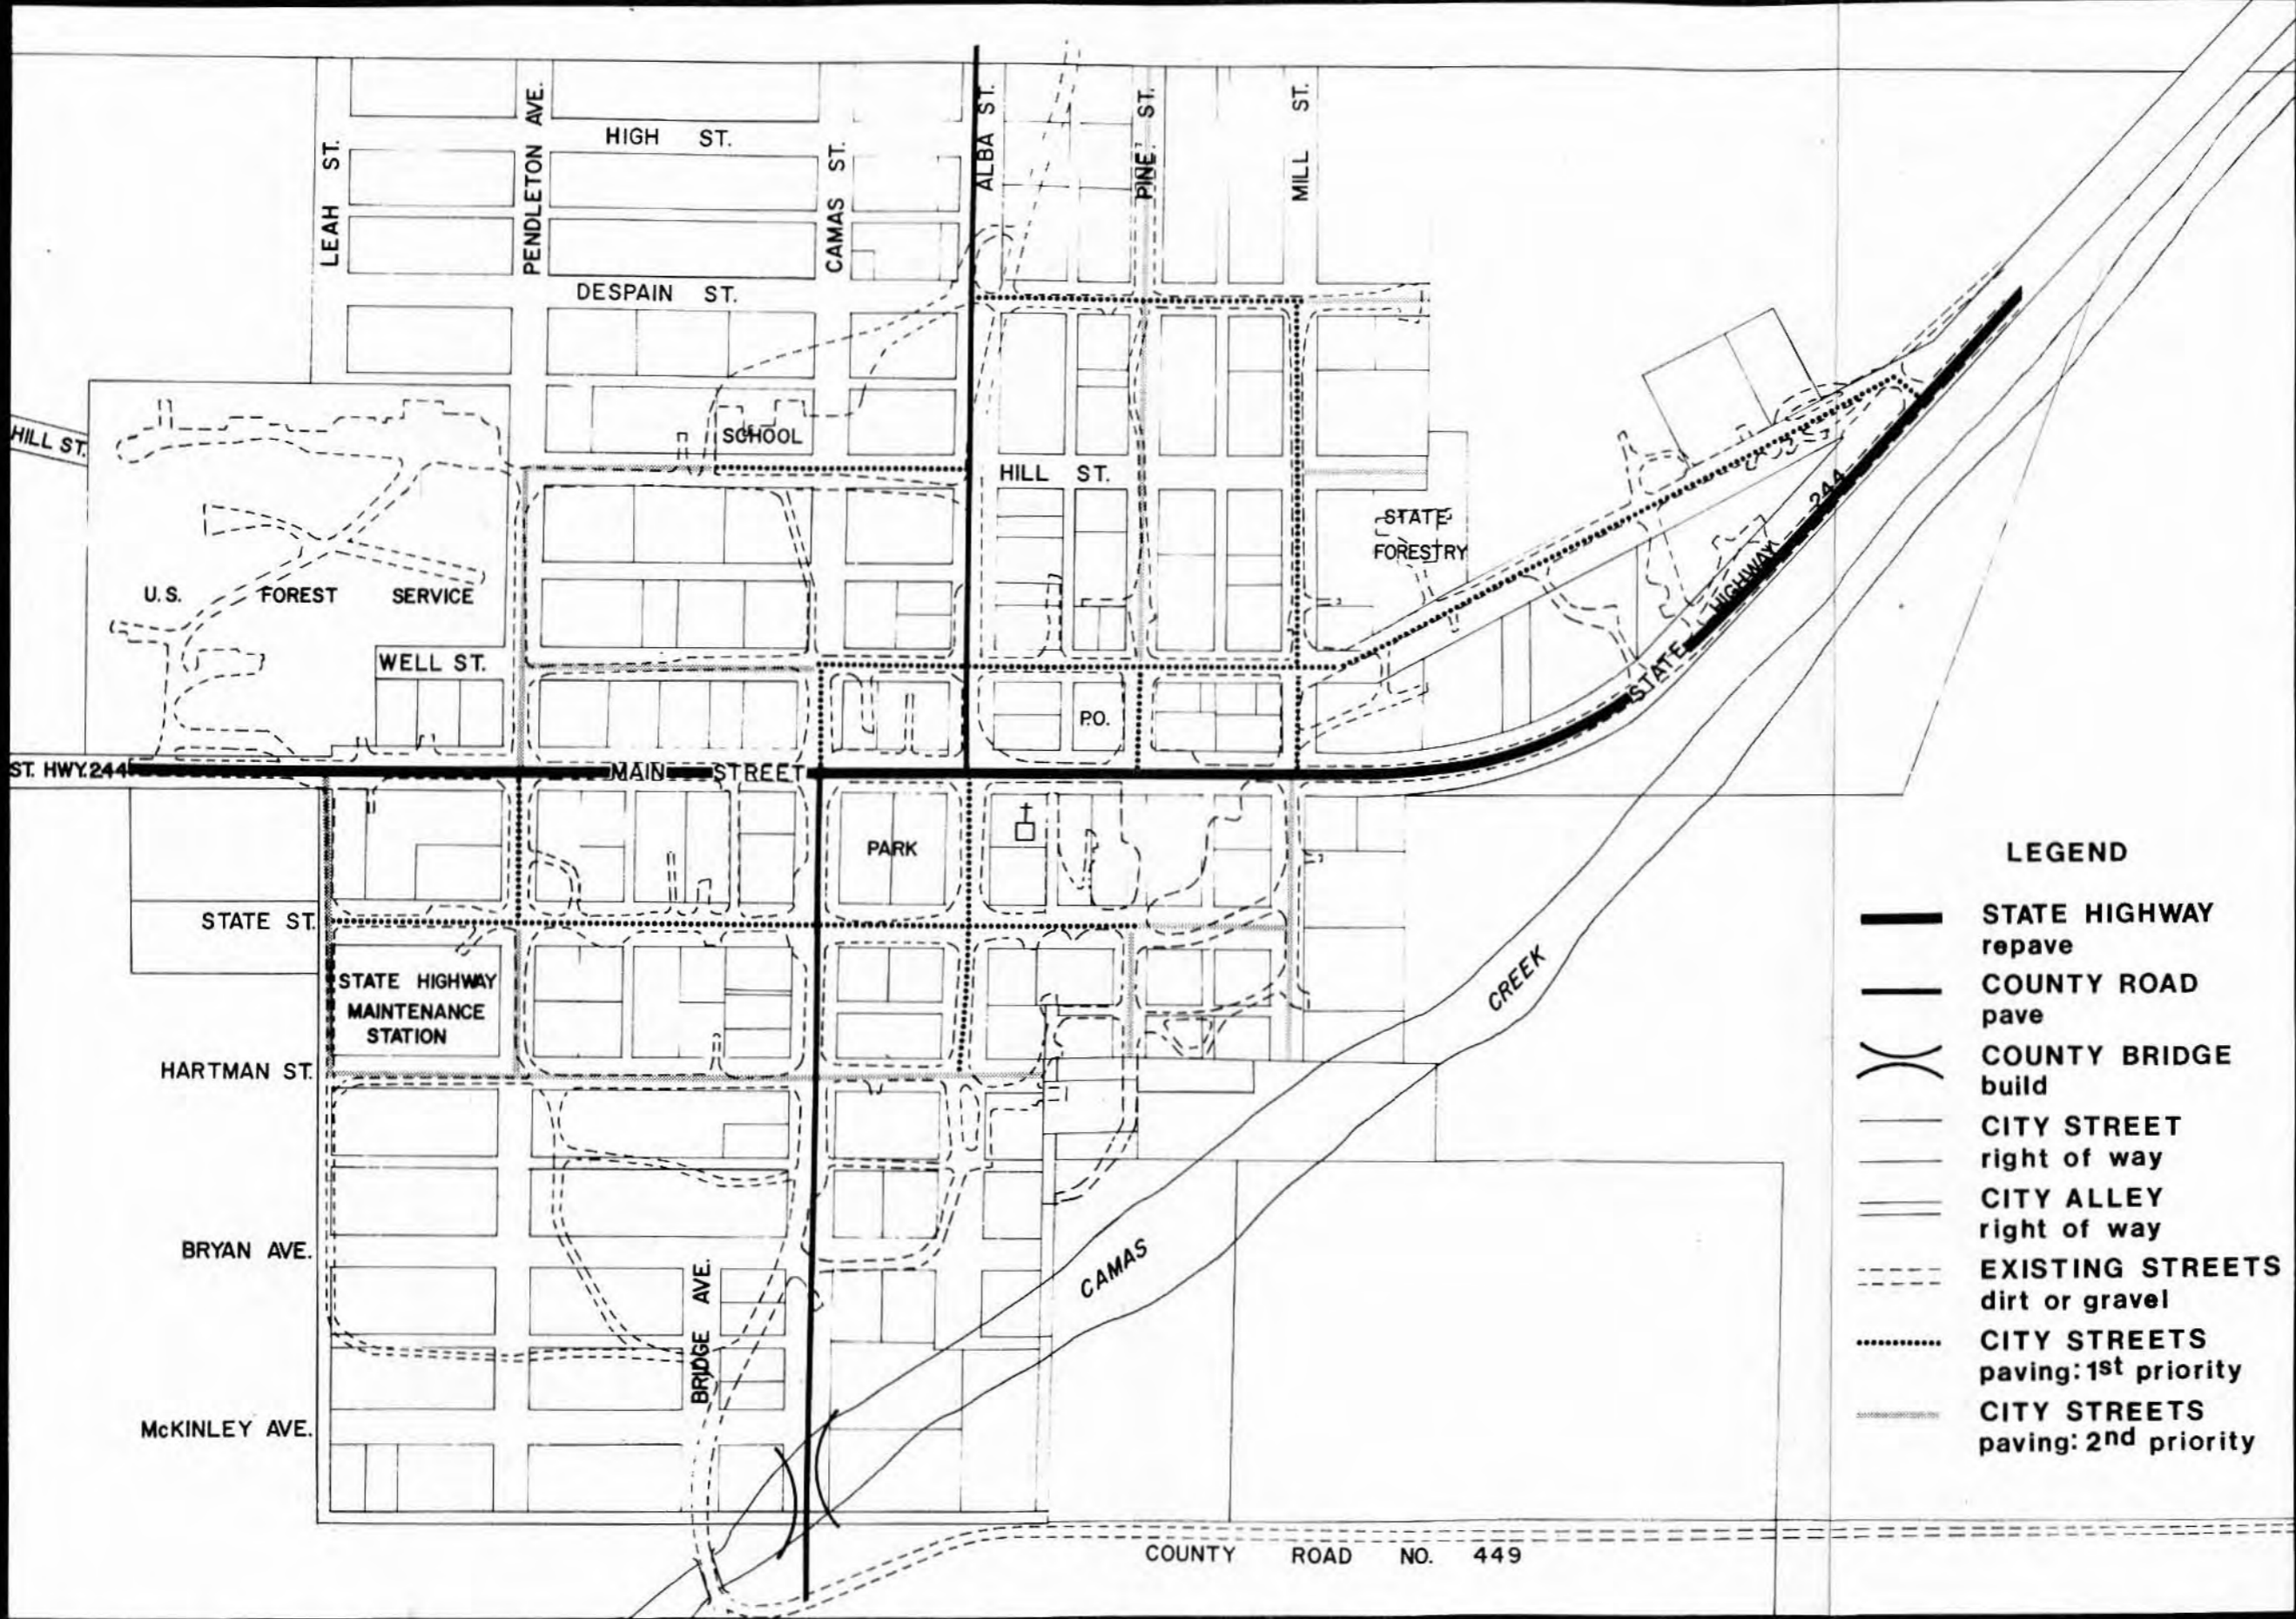 LEAH ST.
PENDLETON AVE.
HIGH ST.
CAMAS ST.
ALBA ST.
PINE ST.
MILL ST.
DESPAIN ST.
HILL ST.
SCHOOL
HILL ST.
STATE
FORESTRY
U.S. FOREST SERVICE
WELL ST.
P.O.
STATE HIGHWAY 244
ST. HWY. 244
MAIN STREET
PARK
STATE ST.
STATE HIGHWAY
MAINTENANCE
STATION
HARTMAN ST.
BRYAN AVE.
BRIDGE AVE.
McKINLEY AVE.
CAMAS CREEK
COUNTY ROAD NO. 449
LEGEND
STATE HIGHWAY
repave
COUNTY ROAD
pave
COUNTY BRIDGE
build
CITY STREET
right of way
CITY ALLEY
right of way
EXISTING STREETS
dirt or gravel
CITY STREETS
paving: 1st priority
CITY STREETS
paving: 2nd priority